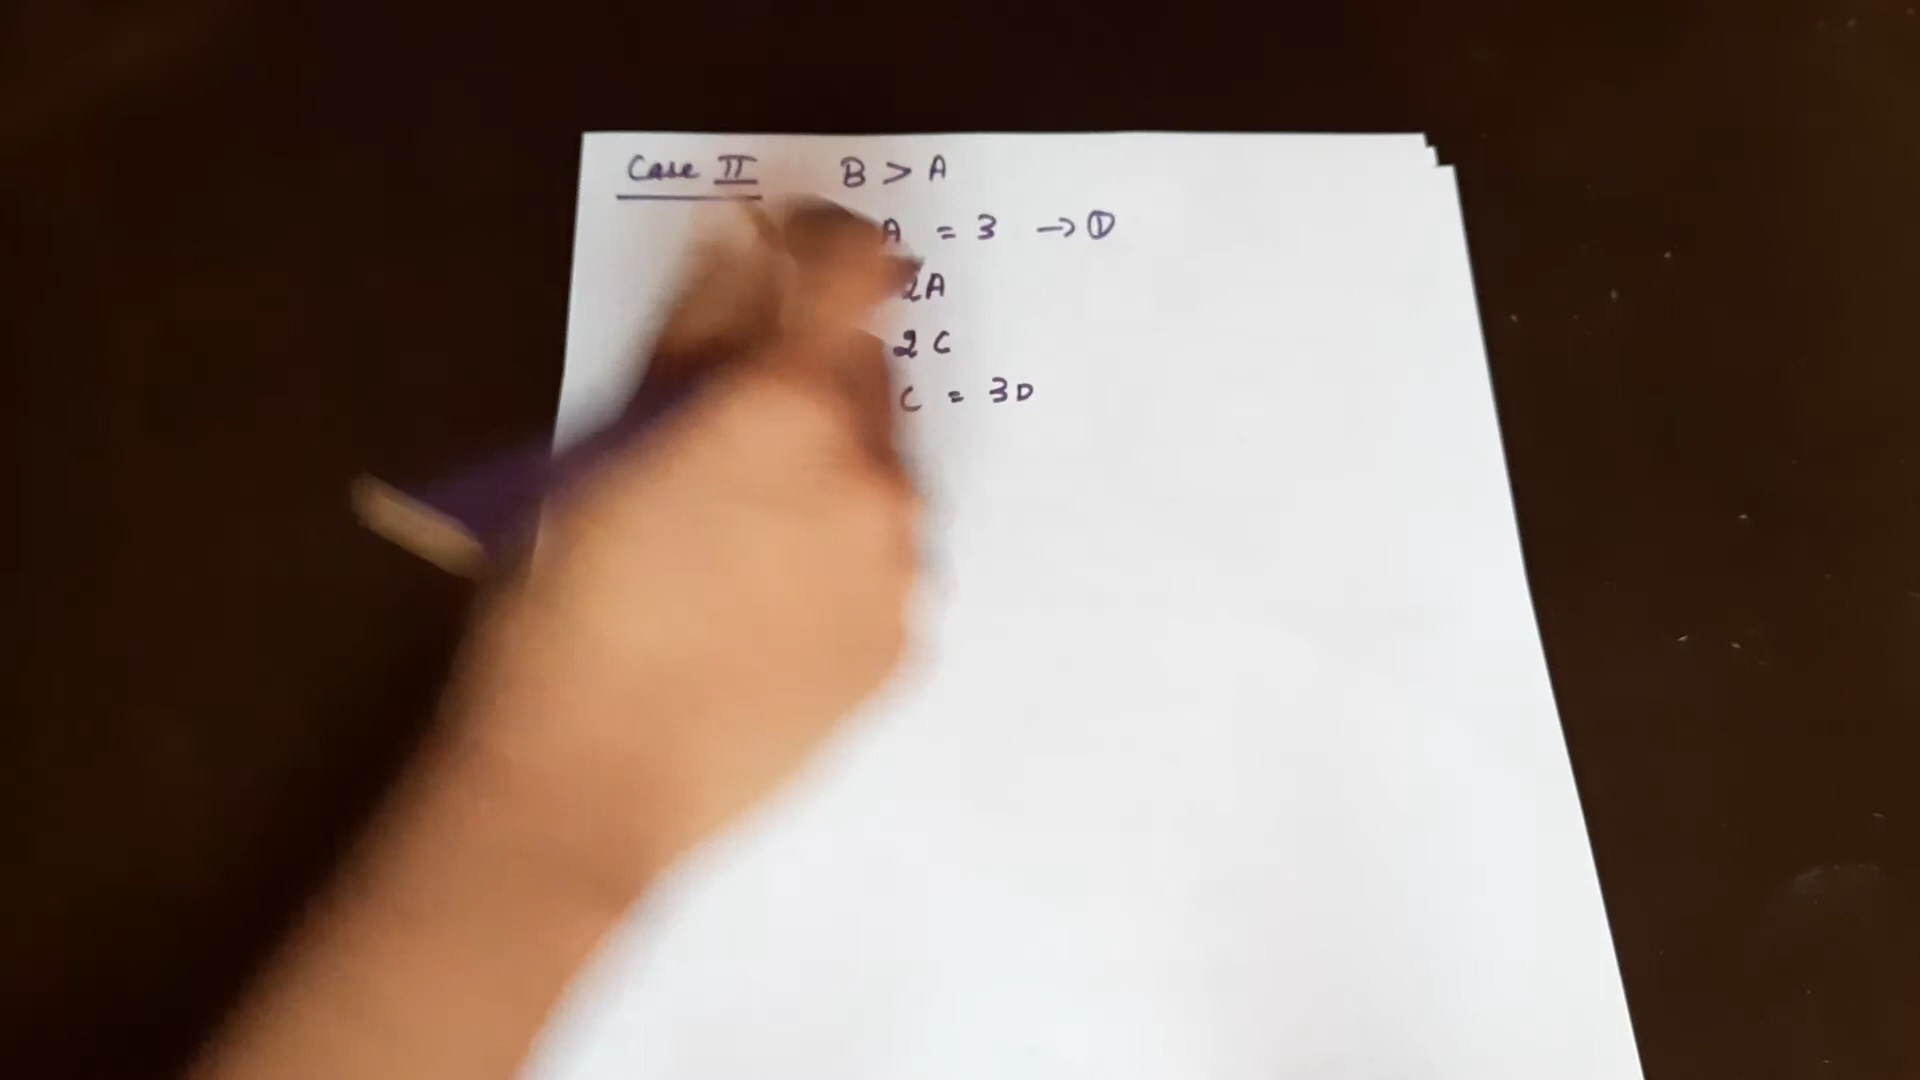 Case II B > A
A = 3 → ①
2A
2 C
C = 3D